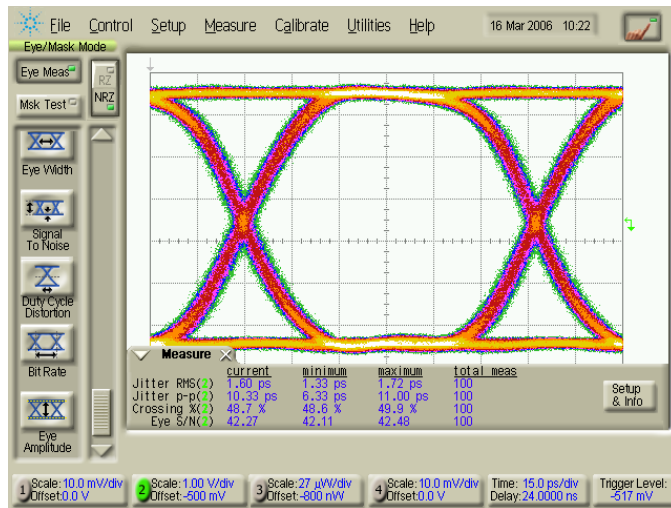 File Control Setup Measure Calibrate Utilities Help 16 Mar 2006 10:22
Eye/Mask Mode
Eye Meas
RZ
Msk Test
NRZ
Eye Width
Signal
To Noise
Duty Cycle
Distortion
Bit Rate
Eye
Amplitude
Measure
current minimum maximum total meas
Jitter RMS(2) 1.60 ps 1.33 ps 1.72 ps 100
Jitter p-p(2) 10.33 ps 6.33 ps 11.00 ps 100
Crossing %(2) 48.7 % 48.6 % 49.9 % 100
Eye S/N(2) 42.27 42.11 42.48 100
Setup
& Info
1 Scale:10.0 mV/div
Offset:0.0 V
2 Scale:1.00 V/div
Offset:-500 mV
3 Scale:27 µW/div
Offset:-800 nW
4 Scale:10.0 mV/div
Offset:0.0 V
Time: 15.0 ps/div
Delay:24.0000 ns
Trigger Level:
-517 mV